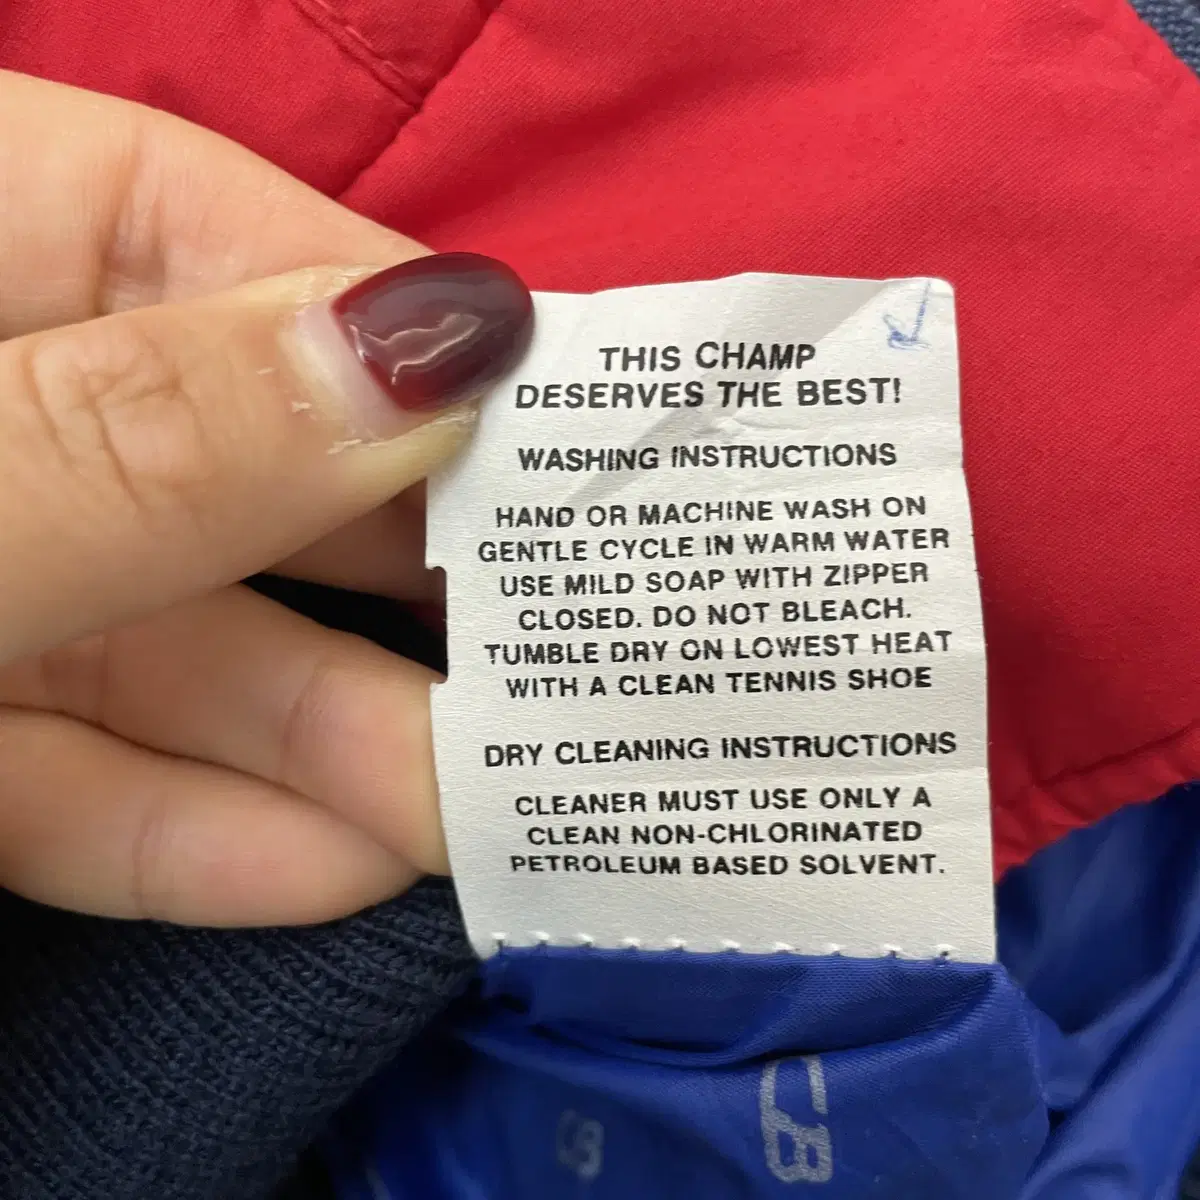 THIS CHAMP
DESERVES THE BEST!
WASHING INSTRUCTIONS
HAND OR MACHINE WASH ON
GENTLE CYCLE IN WARM WATER
USE MILD SOAP WITH ZIPPER
CLOSED. DO NOT BLEACH.
TUMBLE DRY ON LOWEST HEAT
WITH A CLEAN TENNIS SHOE
DRY CLEANING INSTRUCTIONS
CLEANER MUST USE ONLY A
CLEAN NON-CHLORINATED
PETROLEUM BASED SOLVENT.